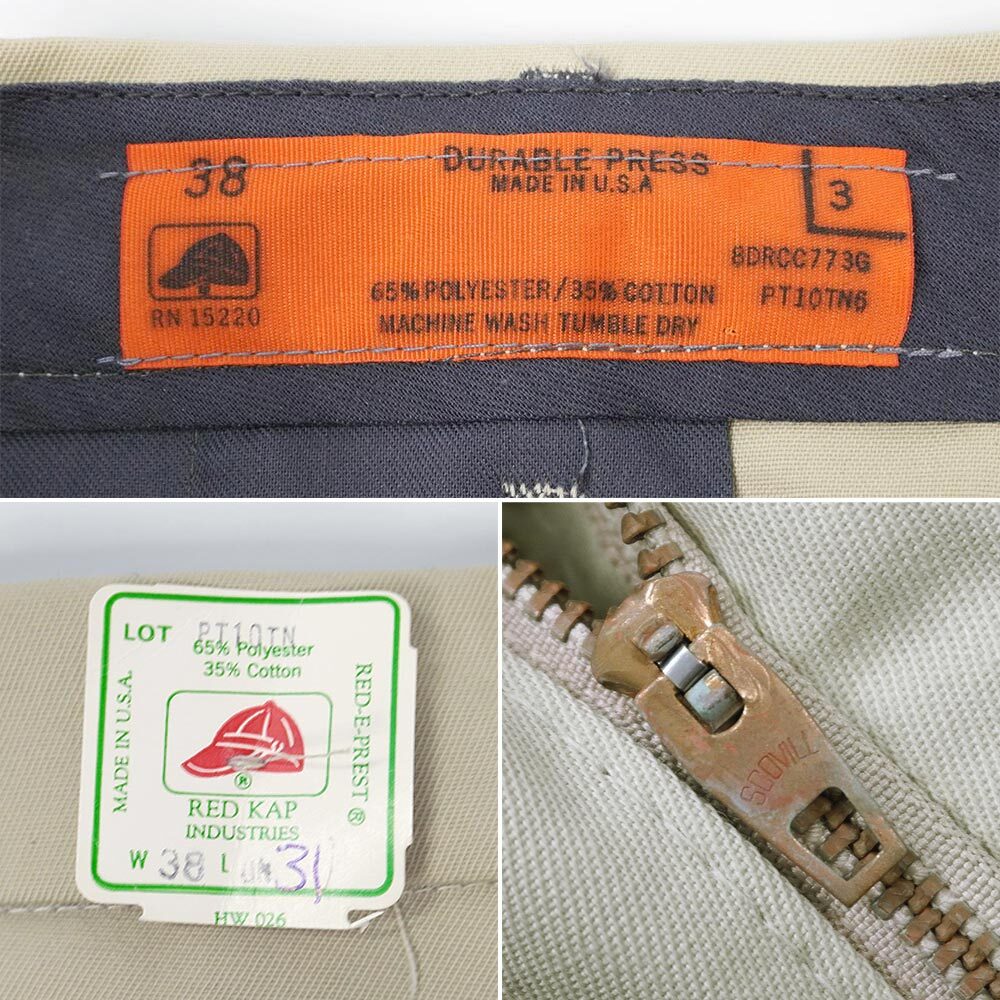 38
DURABLE PRESS
MADE IN U.S.A
3
8DRCC773G
65% POLYESTER/35% COTTON
PT10TN6
RN 15220
MACHINE WASH TUMBLE DRY
LOT PT10TN
65% Polyester
35% Cotton
MADE IN U.S.A.
RED-E-PREST ®
®
RED KAP
INDUSTRIES
W 38 L UN 31
HW 026
SCOVILL